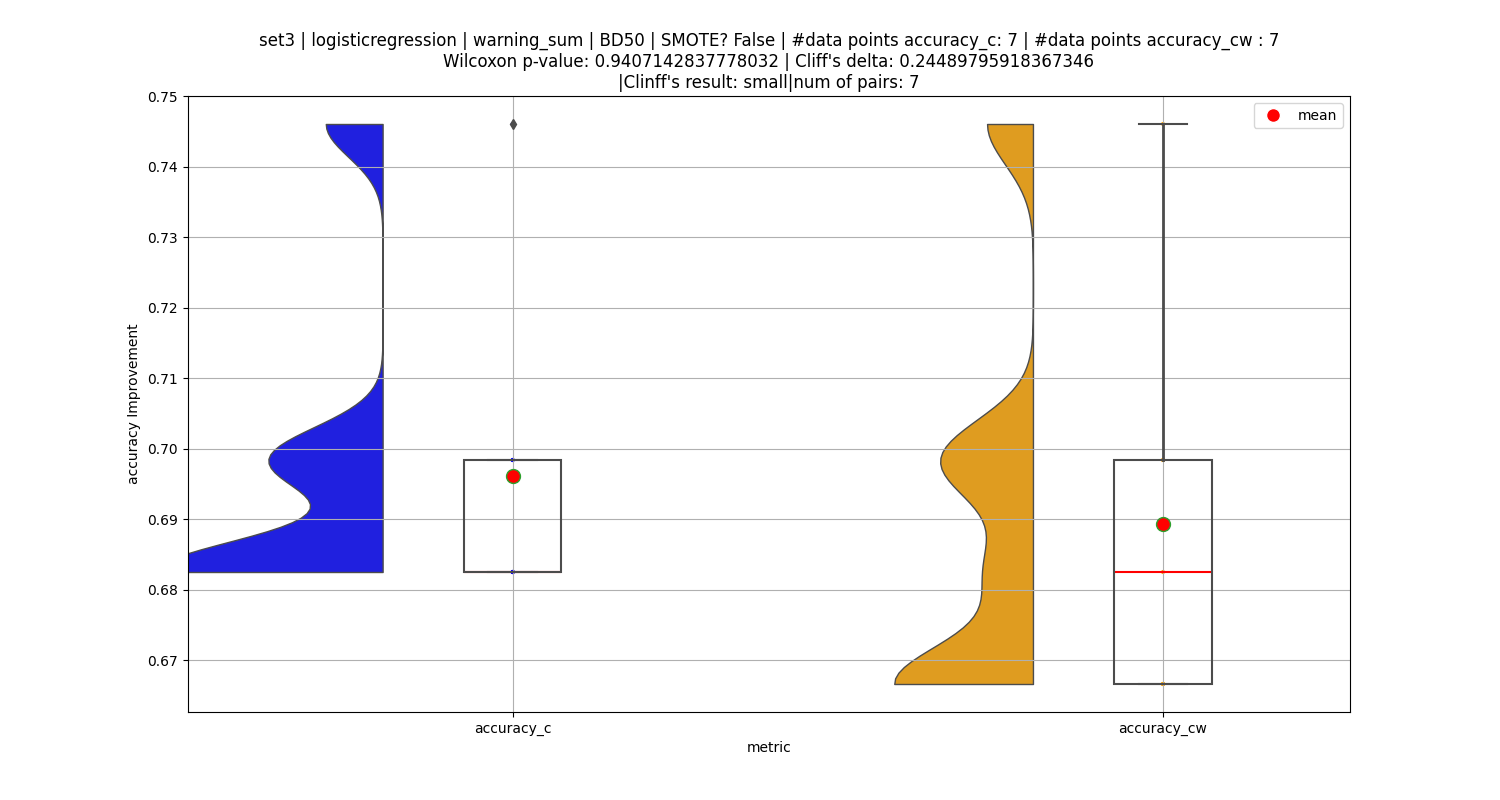 set3 | logisticregression | warning_sum | BD50 | SMOTE? False | #data points accuracy_c: 7 | #data points accuracy_cw : 7
Wilcoxon p-value: 0.9407142837778032 | Cliff's delta: 0.24489795918367346
|Clinff's result: small|num of pairs: 7
0.75
mean
0.74
0.73
0.72
0.71
0.70
0.69
0.68
0.67
accuracy Improvement
accuracy_c
accuracy_cw
metric